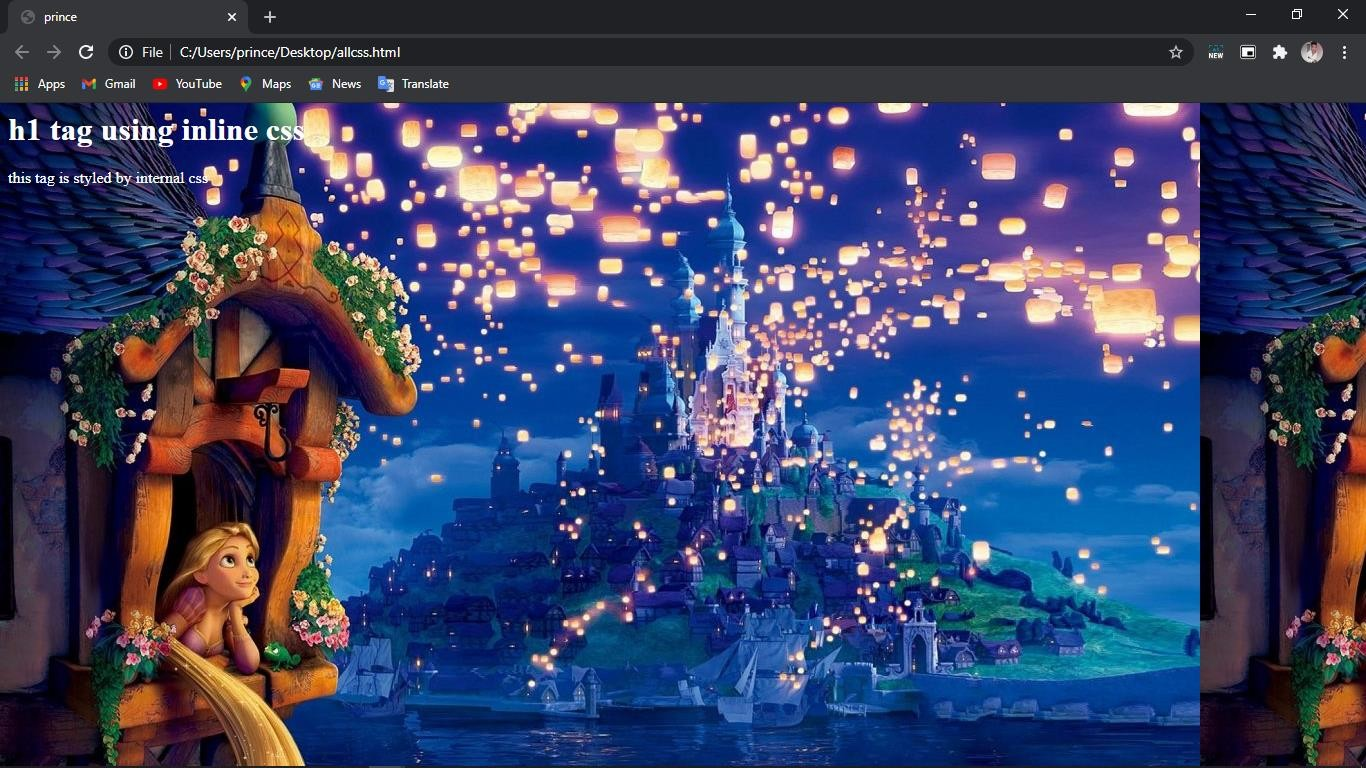 prince
File C:/Users/prince/Desktop/allcss.html
NEW
Apps Gmail YouTube Maps News Translate
h1 tag using inline css
this tag is styled by internal css